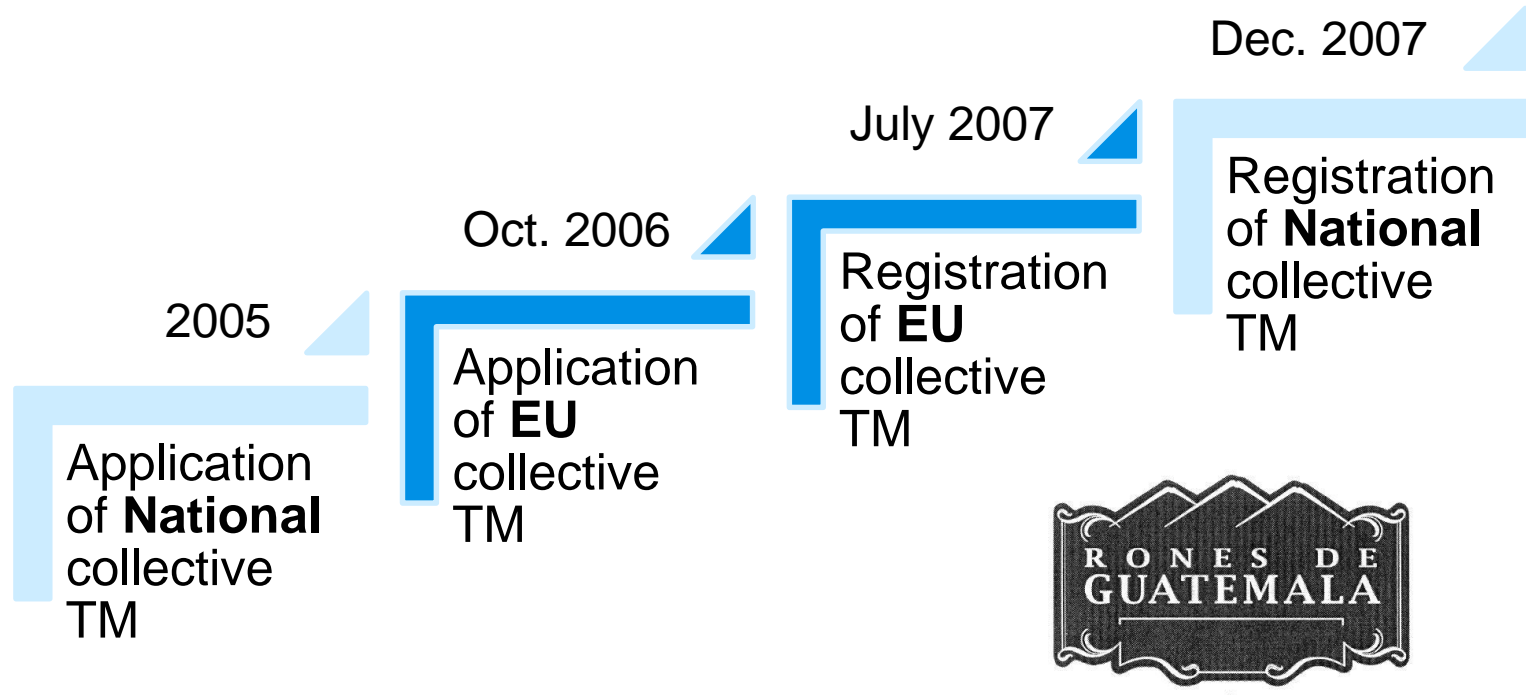 2005
Application
of National
collective
TM
Oct. 2006
Application
of EU
collective
TM
July 2007
Registration
of EU
collective
TM
Dec. 2007
Registration
of National
collective
TM
RONES DE
GUATEMALA